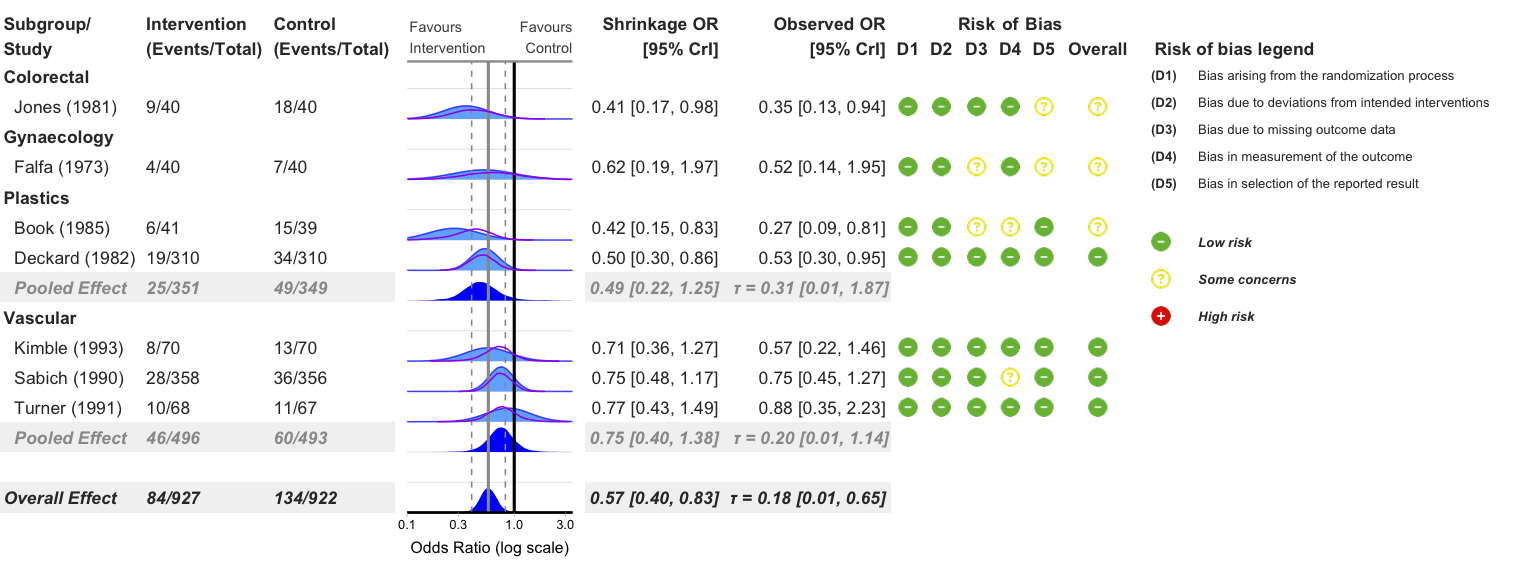 Subgroup/ Intervention Control Favours Favours Shrinkage OR Observed OR Risk of Bias
Study (Events/Total) (Events/Total) Intervention Control [95% CrI] [95% CrI] D1 D2 D3 D4 D5 Overall Risk of bias legend
Colorectal (D1) Bias arising from the randomization process
Jones (1981) 9/40 18/40 0.41 [0.17, 0.98] 0.35 [0.13, 0.94] - - - - ? ? (D2) Bias due to deviations from intended interventions
Gynaecology (D3) Bias due to missing outcome data
Falfa (1973) 4/40 7/40 0.62 [0.19, 1.97] 0.52 [0.14, 1.95] - - ? - ? ? (D4) Bias in measurement of the outcome
Plastics (D5) Bias in selection of the reported result
Book (1985) 6/41 15/39 0.42 [0.15, 0.83] 0.27 [0.09, 0.81] - - ? ? - ? - Low risk
Deckard (1982) 19/310 34/310 0.50 [0.30, 0.86] 0.53 [0.30, 0.95] - - - - - -
Pooled Effect 25/351 49/349 0.49 [0.22, 1.25] τ = 0.31 [0.01, 1.87] ? Some concerns
Vascular + High risk
Kimble (1993) 8/70 13/70 0.71 [0.36, 1.27] 0.57 [0.22, 1.46] - - - - - -
Sabich (1990) 28/358 36/356 0.75 [0.48, 1.17] 0.75 [0.45, 1.27] - - - ? - -
Turner (1991) 10/68 11/67 0.77 [0.43, 1.49] 0.88 [0.35, 2.23] - - - - - -
Pooled Effect 46/496 60/493 0.75 [0.40, 1.38] τ = 0.20 [0.01, 1.14]
Overall Effect 84/927 134/922 0.57 [0.40, 0.83] τ = 0.18 [0.01, 0.65]
0.1 0.3 1.0 3.0
Odds Ratio (log scale)